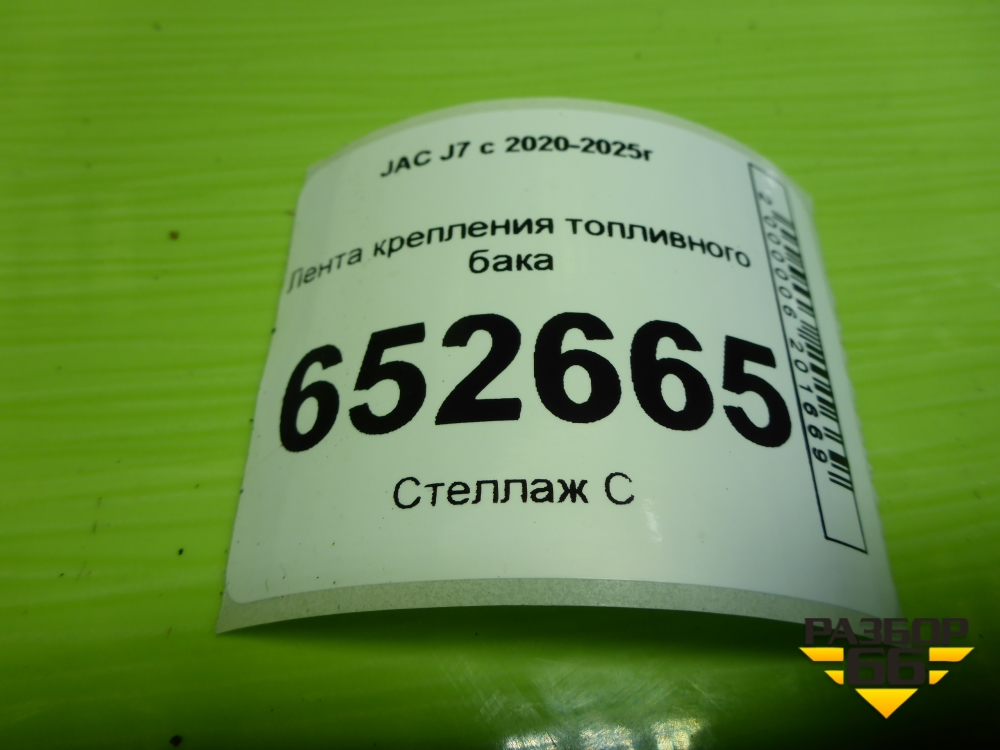 JAC J7 с 2020-2025г
Лента крепления топливного
бака
652665
Стеллаж С
2000006201669
РАЗБОР
66